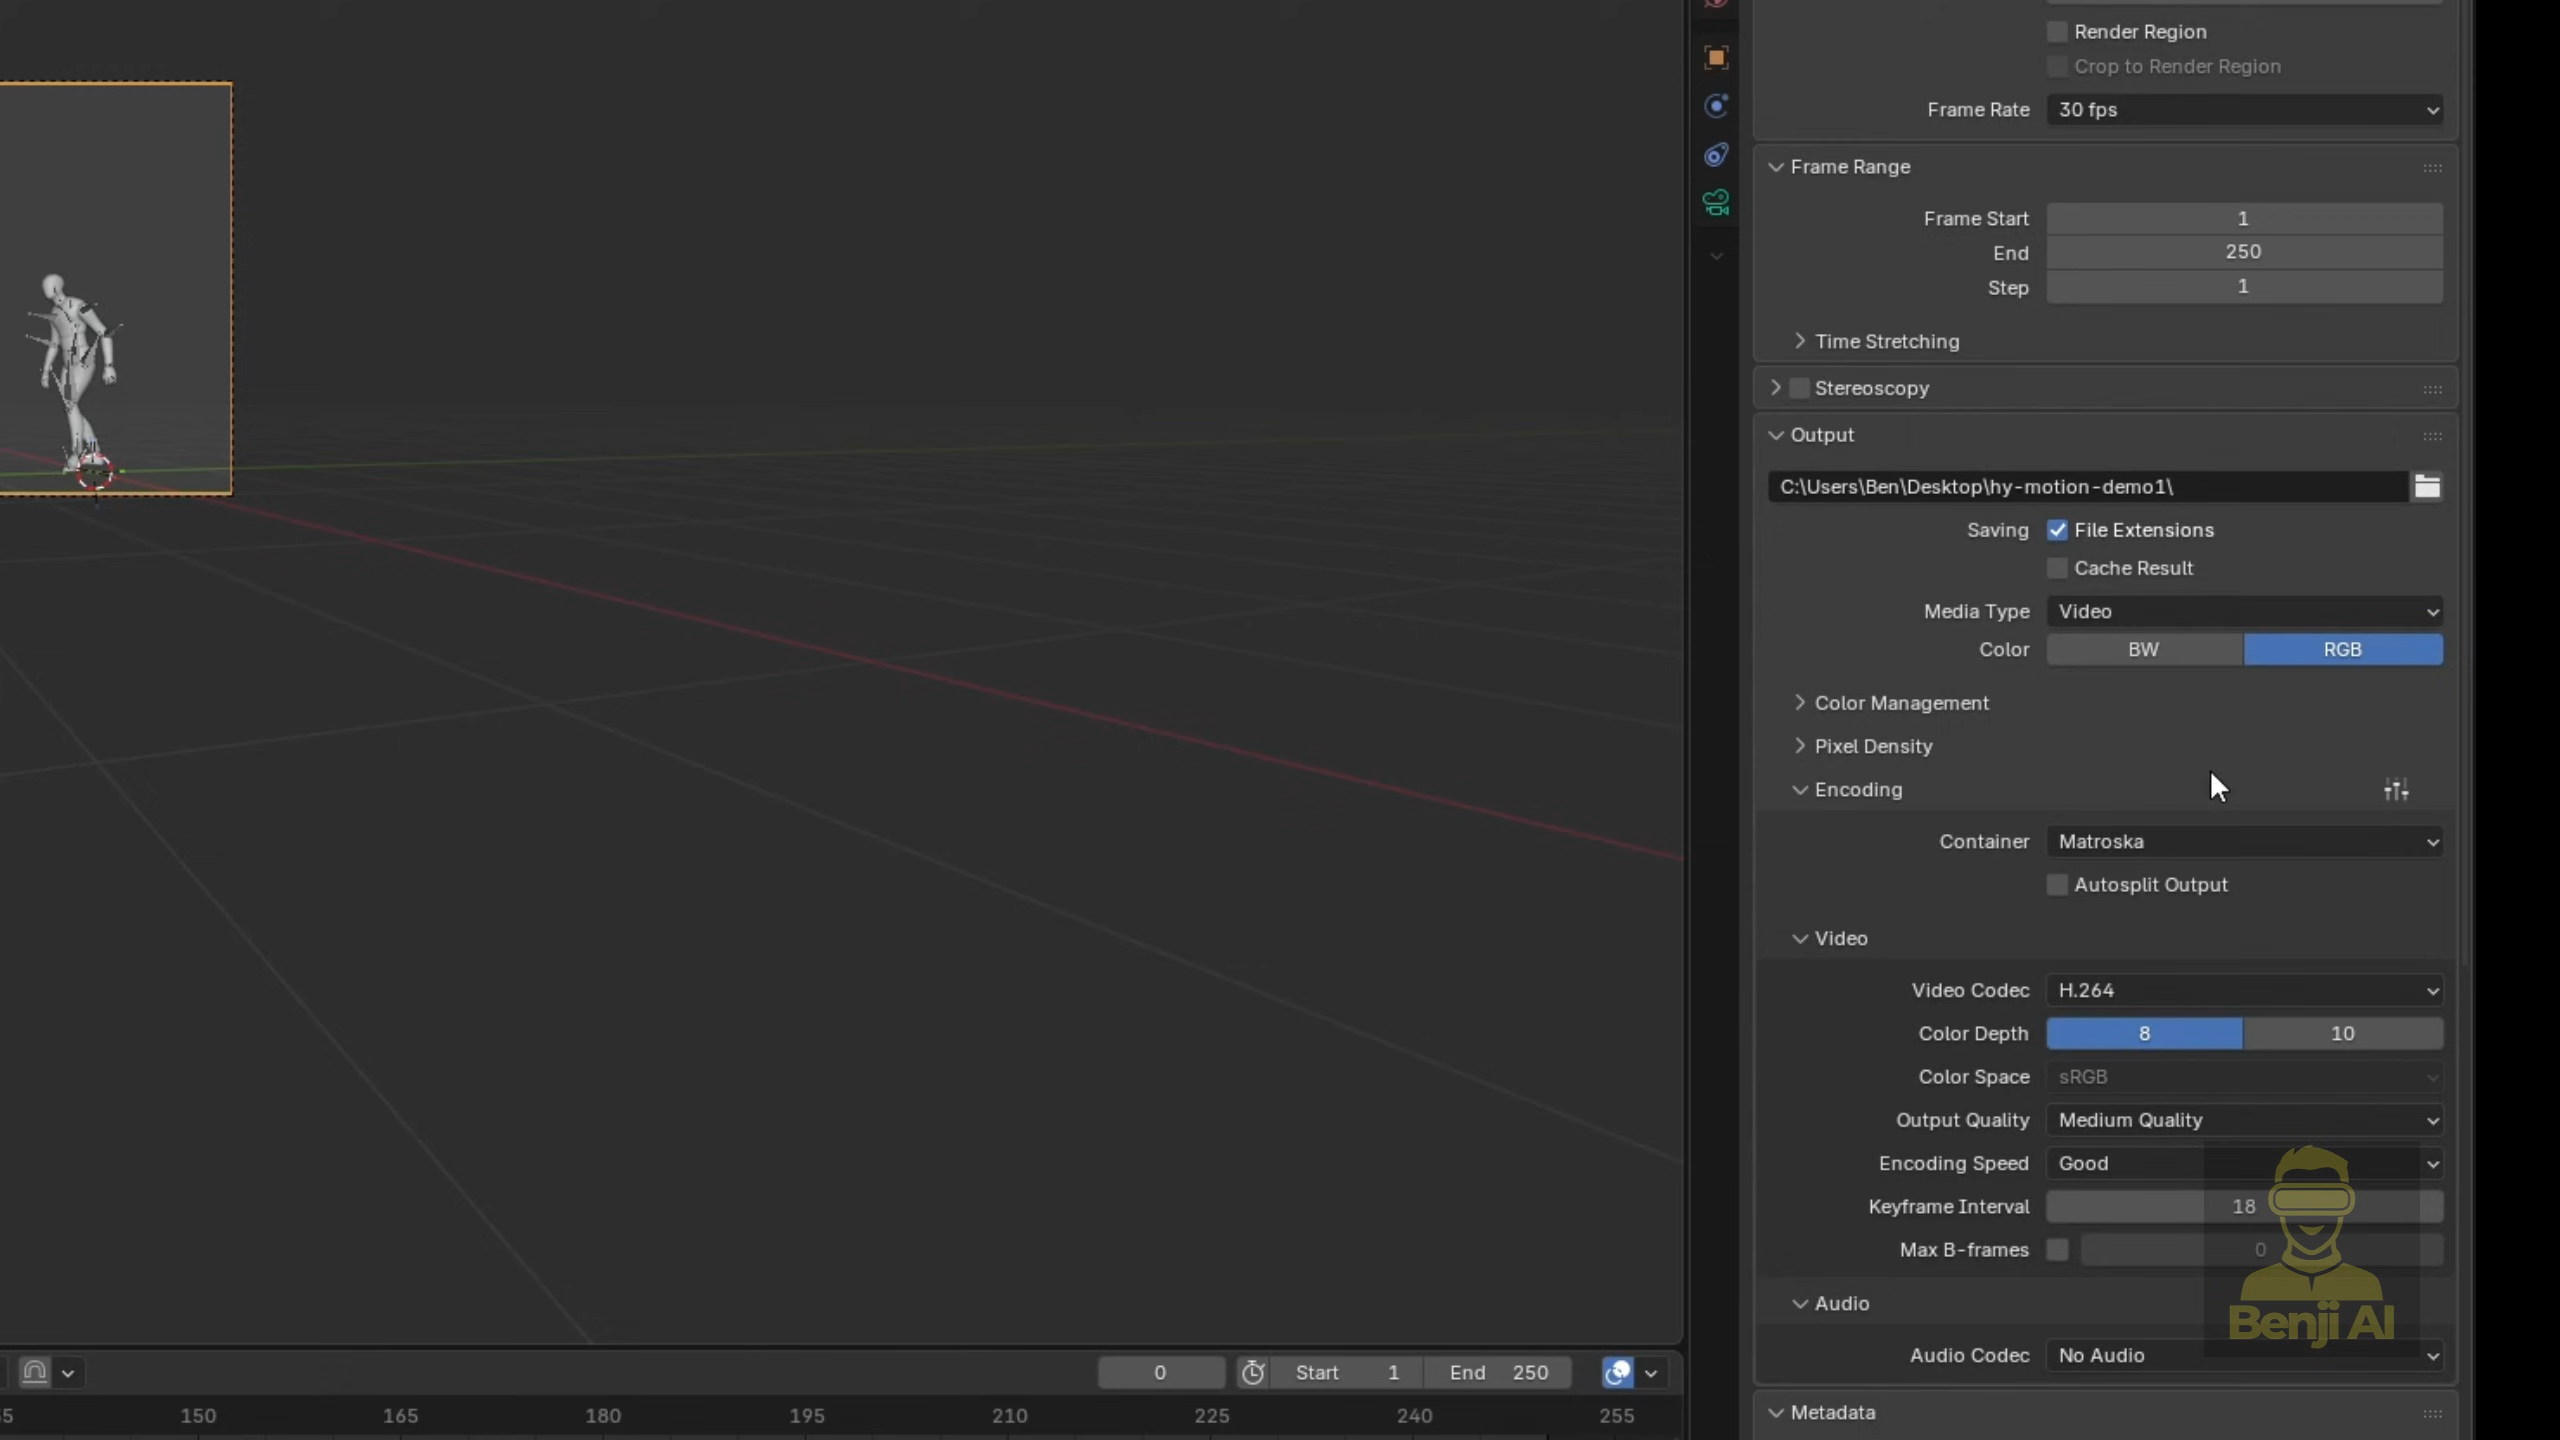 Render Region
Crop to Render Region
Frame Rate 30 fps
Frame Range
Frame Start 1
End 250
Step 1
Time Stretching
Stereoscopy
Output
C:\Users\Ben\Desktop\hy-motion-demo1\
Saving File Extensions
Cache Result
Media Type Video
Color BW RGB
Color Management
Pixel Density
Encoding
Container Matroska
Autosplit Output
Video
Video Codec H.264
Color Depth 8 10
Color Space sRGB
Output Quality Medium Quality
Encoding Speed Good
Keyframe Interval 18
Max B-frames 0
Audio
Benji AI
Audio Codec No Audio
Metadata
0 Start 1 End 250
150 165 180 195 210 225 240 255